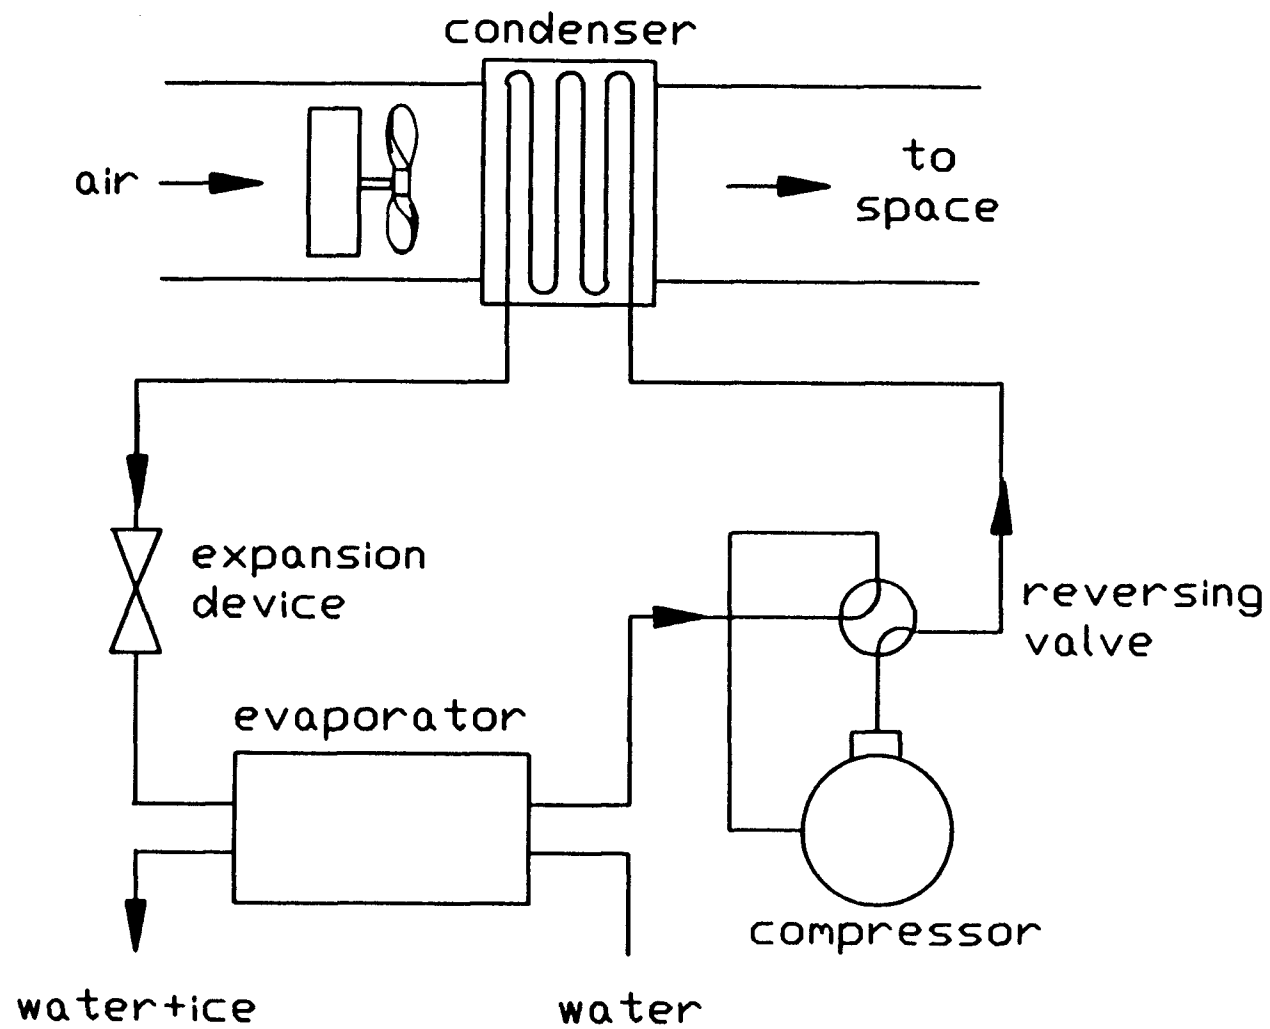 condenser
air
to
space
expansion
device
reversing
valve
evaporator
compressor
water+ice
water